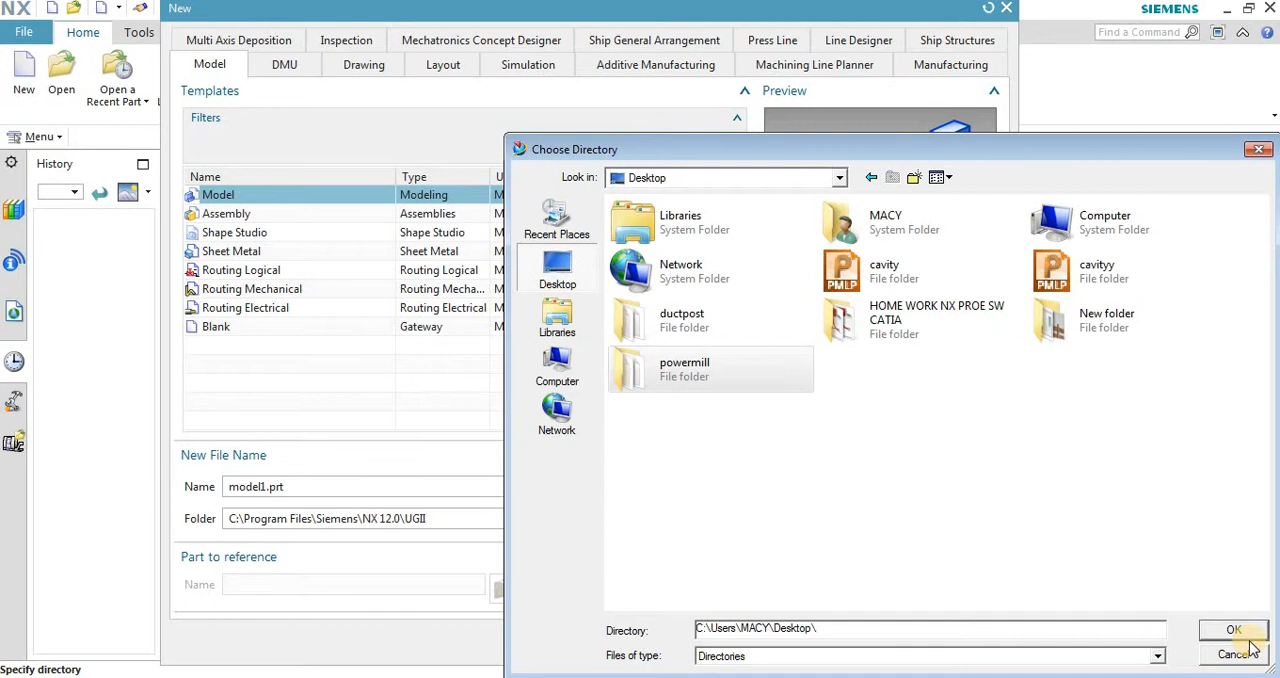 NX
New
SIEMENS
File
Home
Tools
Multi Axis Deposition
Inspection
Mechatronics Concept Designer
Ship General Arrangement
Press Line
Line Designer
Ship Structures
Find a Command
Model
DMU
Drawing
Layout
Simulation
Additive Manufacturing
Machining Line Planner
Manufacturing
New
Open
Open a
Recent Part
Templates
Preview
Filters
Menu
Choose Directory
History
Look in:
Desktop
Name
Type
U
Model
Modeling
M
Assembly
Assemblies
M
Shape Studio
Shape Studio
M
Sheet Metal
Sheet Metal
M
Routing Logical
Routing Logical
M
Routing Mechanical
Routing Mecha...
M
Routing Electrical
Routing Electrical
M
Blank
Gateway
M
Recent Places
Desktop
Libraries
Computer
Network
Libraries
System Folder
MACY
System Folder
Computer
System Folder
Network
System Folder
PMLP
cavity
File folder
PMLP
cavityy
File folder
ductpost
File folder
HOME WORK NX PROE SW
CATIA
File folder
New folder
File folder
powermill
File folder
New File Name
Name
model1.prt
Folder
C:\Program Files\Siemens\NX 12.0\UGII
Part to reference
Name
Directory:
C:\Users\MACY\Desktop\
OK
Files of type:
Directories
Cancel
Specify directory